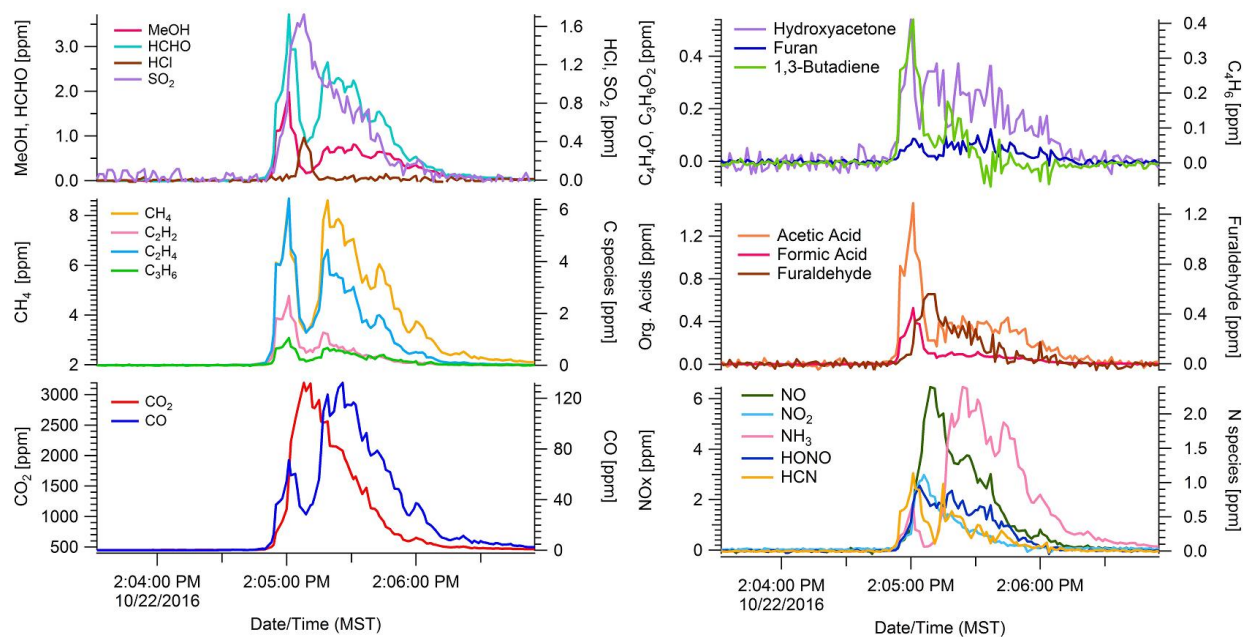 MeOH, HCHO [ppm]
3.0
2.0
1.0
0.0
MeOH
HCHO
HCl
SO₂
1.6
1.2
0.8
0.4
0.0
HCl, SO₂ [ppm]
CH₄ [ppm]
8
6
4
2
CH₄
C₂H₂
C₂H₄
C₃H₆
6
4
2
0
C species [ppm]
CO₂ [ppm]
3000
2500
2000
1500
1000
500
CO₂
CO
120
80
40
0
CO [ppm]
2:04:00 PM
10/22/2016
2:05:00 PM
2:06:00 PM
Date/Time (MST)
C₄H₄O, C₃H₆O₂ [ppm]
0.4
0.2
0.0
Hydroxyacetone
Furan
1,3-Butadiene
0.4
0.3
0.2
0.1
0.0
C₄H₆ [ppm]
Org. Acids [ppm]
1.2
0.8
0.4
0.0
Acetic Acid
Formic Acid
Furaldehyde
1.2
0.8
0.4
0.0
Furaldehyde [ppm]
NOx [ppm]
6
4
2
0
NO
NO₂
NH₃
HONO
HCN
2.0
1.5
1.0
0.5
0.0
N species [ppm]
2:04:00 PM
10/22/2016
2:05:00 PM
2:06:00 PM
Date/Time (MST)